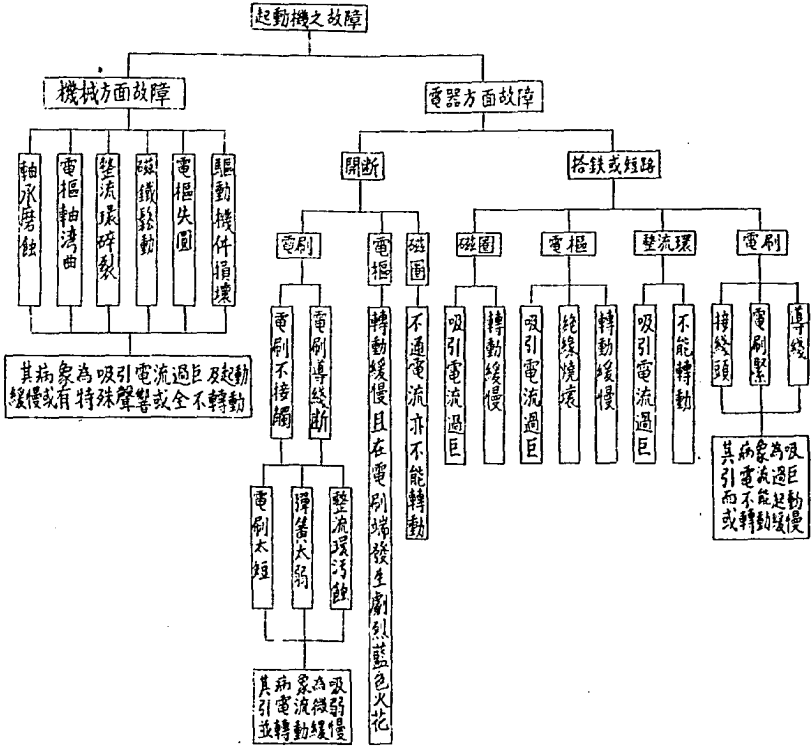 起動機之故障
機械方面故障
電器方面故障
軸承磨蝕
電樞軸湾曲
整流環碎裂
磁鐵鬆動
電樞失圓
驅動機件損壞
其病象為吸引電流過巨及起動
緩慢或有特殊聲響或全不轉動
開断
搭鉄或短路
電刷
電樞
磁圈
磁圈
電樞
整流環
電刷
電刷不接觸
電刷導綫断
轉動緩慢且在電刷端發生劇烈藍色火花
不通電流亦不能轉動
吸引電流過巨
轉動緩慢
吸引電流過巨
絶緣燒壞
轉動緩慢
吸引電流過巨
不能轉動
接綫頭
電刷緊
導綫
電刷太短
彈簧太弱
整流環污蝕
其病象為吸
引電流微弱
並轉動緩慢
其病象為吸
引電流過巨
而不能起動
或轉動緩慢